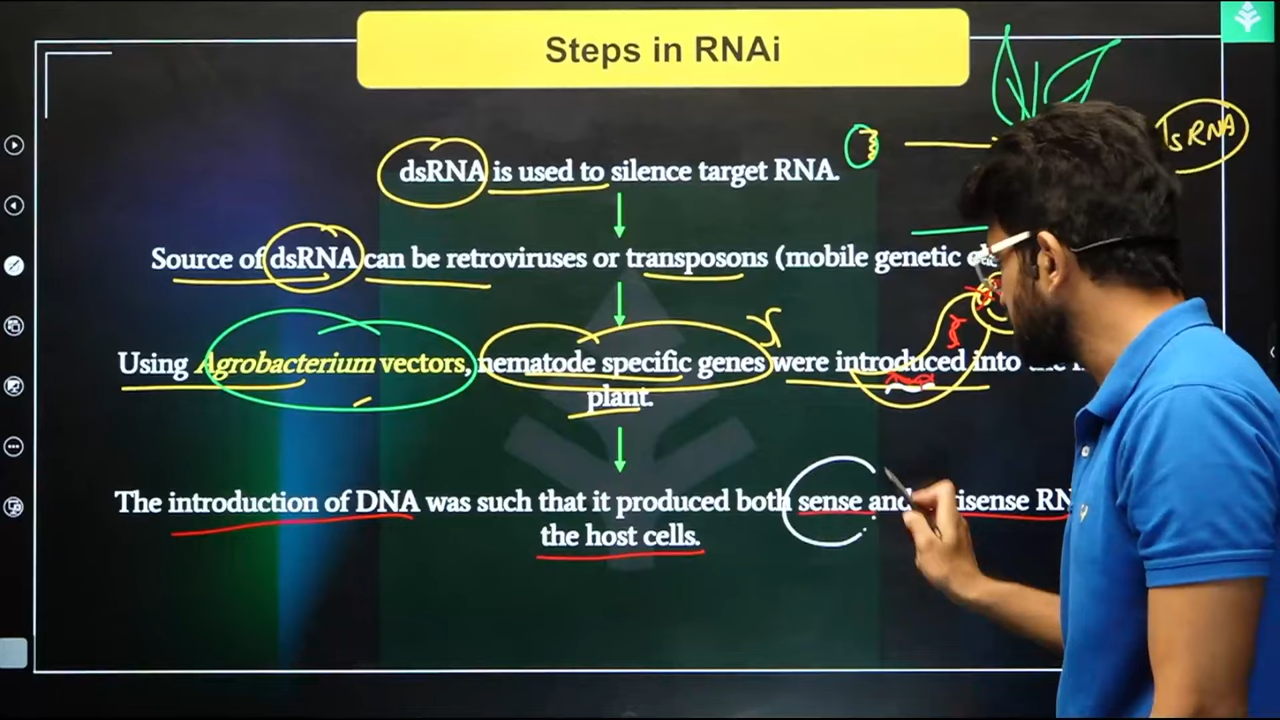 Steps in RNAi
dsRNA is used to silence target RNA.
Source of dsRNA can be retroviruses or transposons (mobile genetic
Using Agrobacterium vectors, nematode specific genes were introduced into the
plant.
The introduction of DNA was such that it produced both sense and
the host cells.